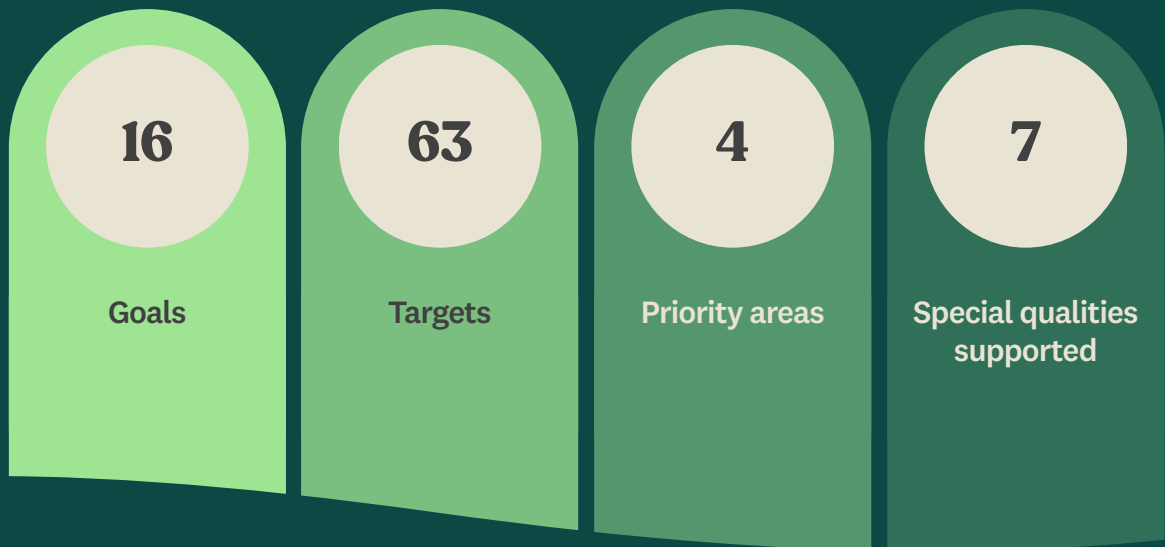 16
Goals
63
Targets
4
Priority areas
7
Special qualities
supported